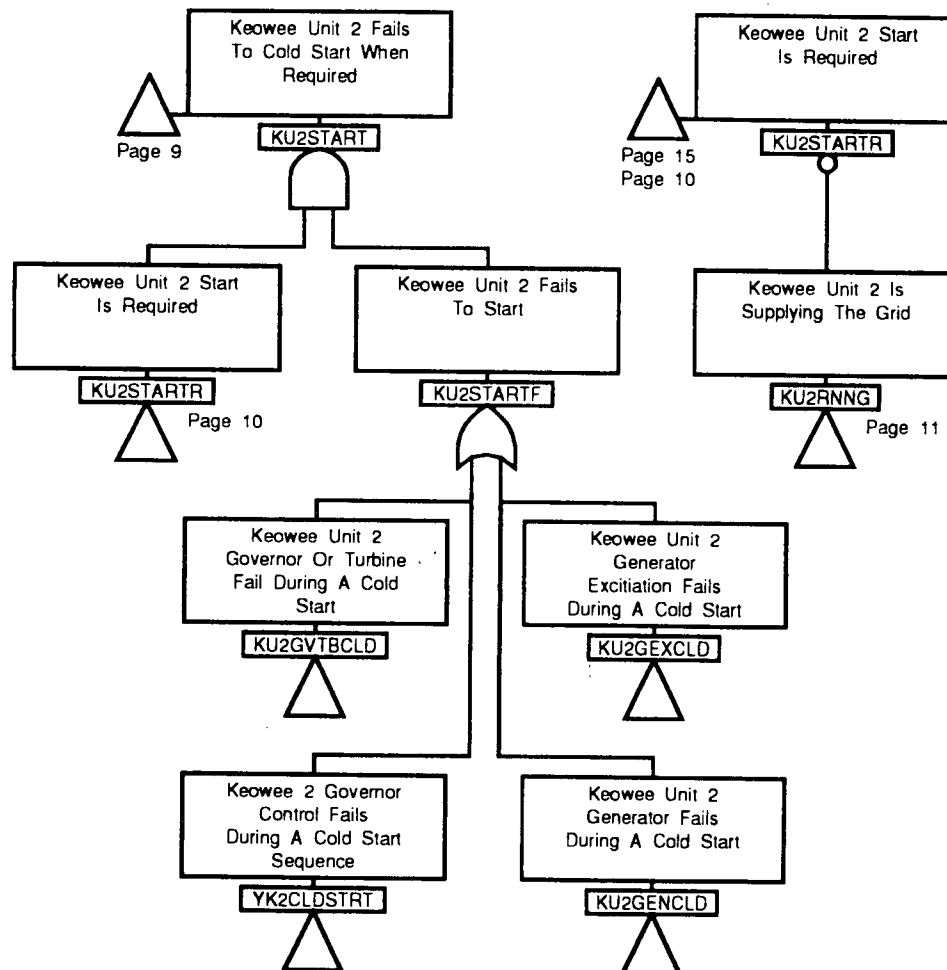 Keowee Unit 2 Fails
To Cold Start When
Required
Page 9
KU2START
Keowee Unit 2 Start
Is Required
Page 15
Page 10
KU2STARTR
Keowee Unit 2 Start
Is Required
KU2STARTR
Page 10
Keowee Unit 2 Fails
To Start
KU2STARTF
Keowee Unit 2 Is
Supplying The Grid
KU2RNNG
Page 11
Keowee Unit 2
Governor Or Turbine
Fail During A Cold
Start
KU2GVTBCLD
Keowee Unit 2
Generator
Excitiation Fails
During A Cold Start
KU2GEXCLD
Keowee 2 Governor
Control Fails
During A Cold Start
Sequence
YK2CLDSTRT
Keowee Unit 2
Generator Fails
During A Cold Start
KU2GENCLD